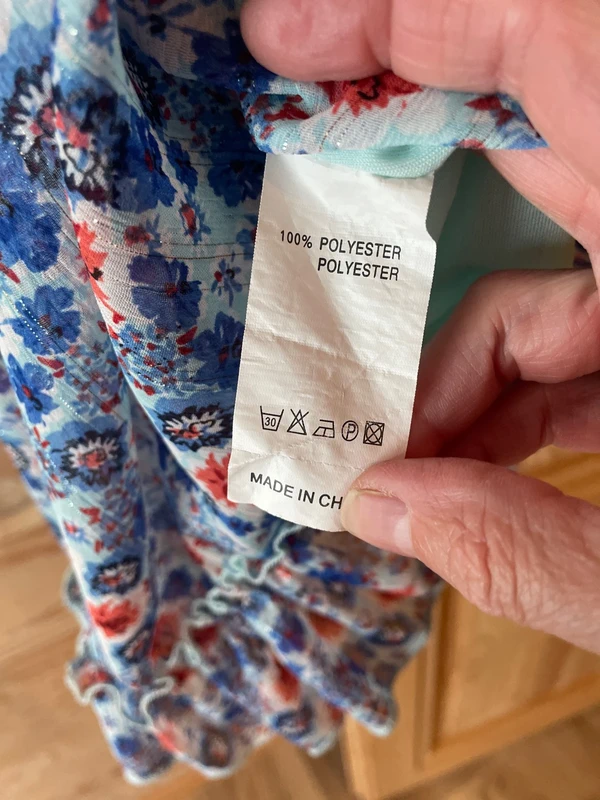 100% POLYESTER
POLYESTER
30 P
MADE IN CH